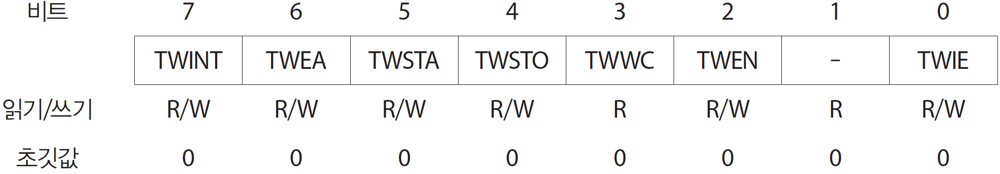 비트 7 6 5 4 3 2 1 0
TWINT TWEA TWSTA TWSTO TWWC TWEN – TWIE
읽기/쓰기 R/W R/W R/W R/W R R/W R R/W
초깃값 0 0 0 0 0 0 0 0